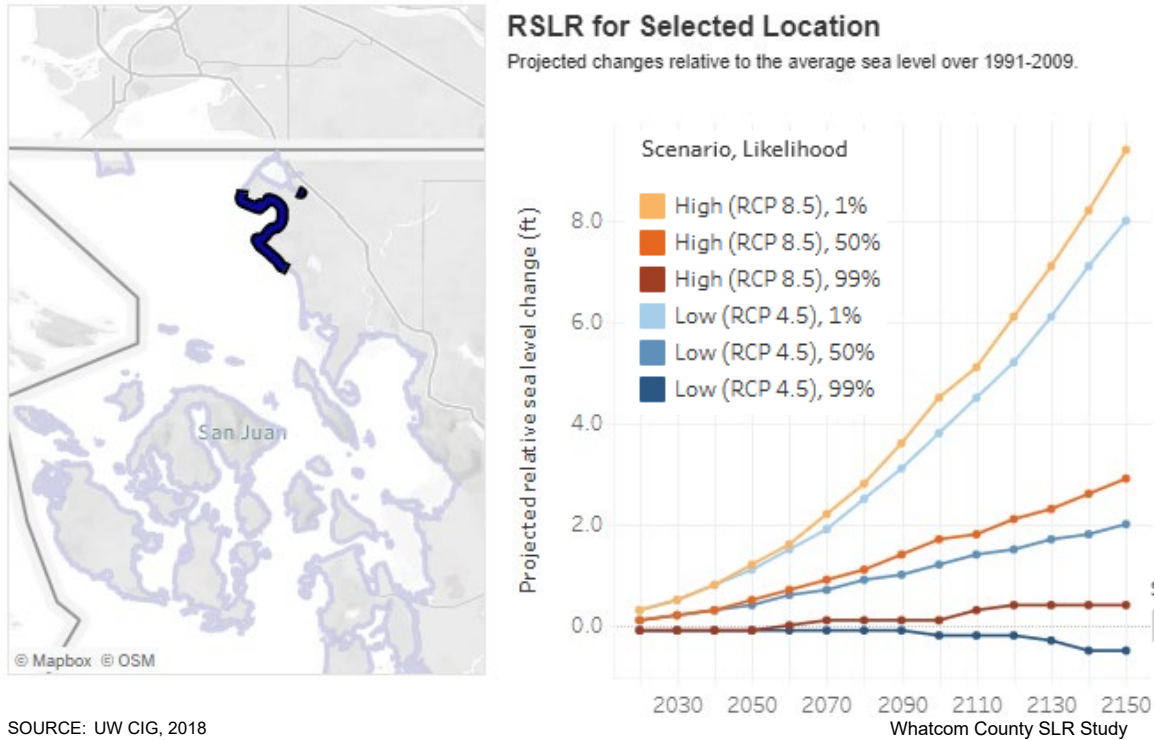 RSLR for Selected Location
Projected changes relative to the average sea level over 1991-2009.
Scenario, Likelihood
High (RCP 8.5), 1%
High (RCP 8.5), 50%
High (RCP 8.5), 99%
Low (RCP 4.5), 1%
Low (RCP 4.5), 50%
Low (RCP 4.5), 99%
Projected relative sea level change (ft)
8.0
6.0
4.0
2.0
0.0
2030 2050 2070 2090 2110 2130 2150
San Juan
© Mapbox © OSM
SOURCE: UW CIG, 2018
Whatcom County SLR Study